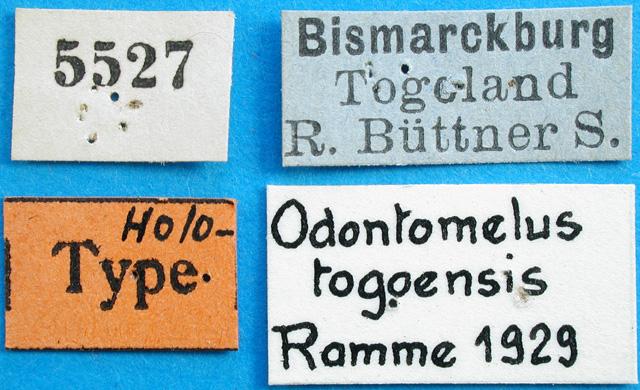 5527
Bismarckburg
Togoland
R. Büttner S.
Holo-
Type.
Odontomelus
togoensis
Ramme 1929